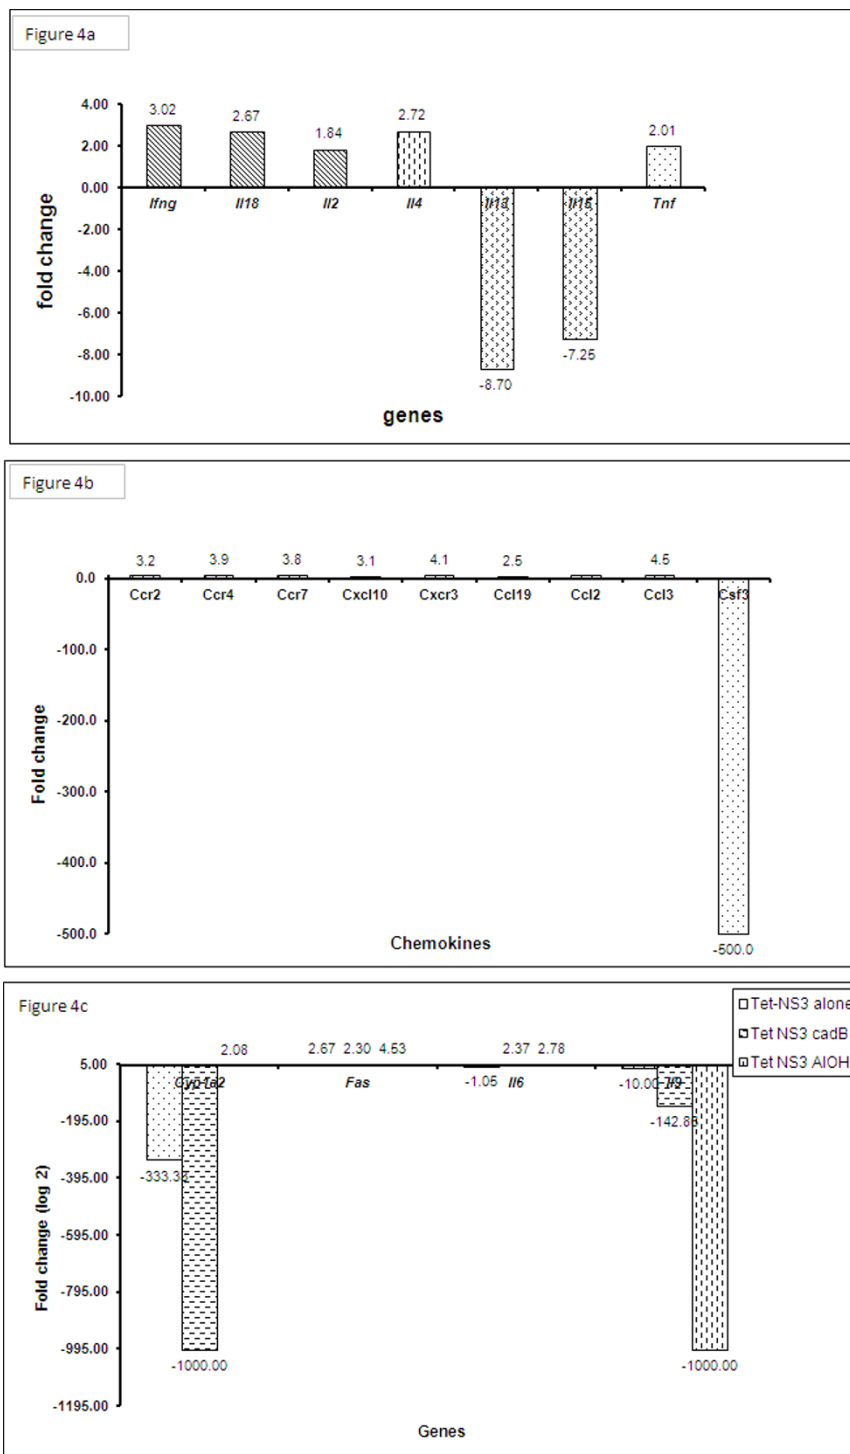 Figure 4a
fold change
4.00
2.00
0.00
-2.00
-4.00
-6.00
-8.00
-10.00
3.02
2.67
1.84
2.72
2.01
Ifng
Il18
Il2
Il4
Il13
Il15
Tnf
-8.70
-7.25
genes
Figure 4b
Fold change
0.0
-100.0
-200.0
-300.0
-400.0
-500.0
3.2
3.9
3.8
3.1
4.1
2.5
4.5
Ccr2
Ccr4
Ccr7
Cxcl10
Cxcr3
Ccl19
Ccl2
Ccl3
Csf3
-500.0
Chemokines
Figure 4c
Tet-NS3 alone
Tet NS3 cadB
Tet NS3 AlOH
Fold change (log 2)
5.00
-195.00
-395.00
-595.00
-795.00
-995.00
-1195.00
2.08
2.67 2.30 4.53
2.37 2.78
Cyp1a2
Fas
-1.05
Il6
-10.00
-142.86
-333.33
-1000.00
-1000.00
Genes